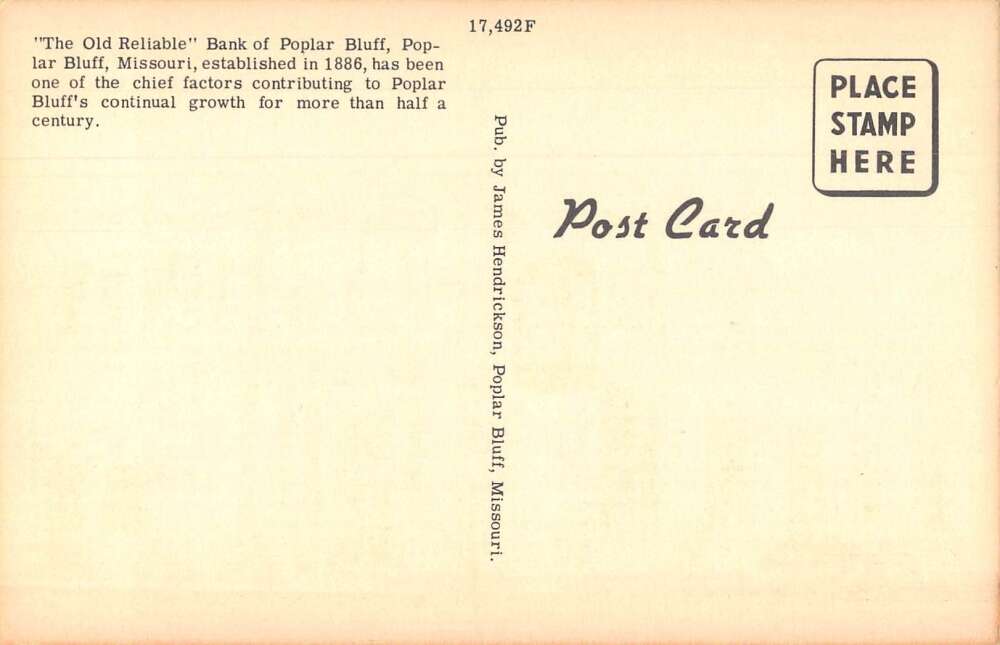 17,492F
"The Old Reliable" Bank of Poplar Bluff, Pop-
lar Bluff, Missouri, established in 1886, has been
one of the chief factors contributing to Poplar
Bluff's continual growth for more than half a
century.
Pub. by James Hendrickson, Poplar Bluff, Missouri.
PLACE
STAMP
HERE
Post Card